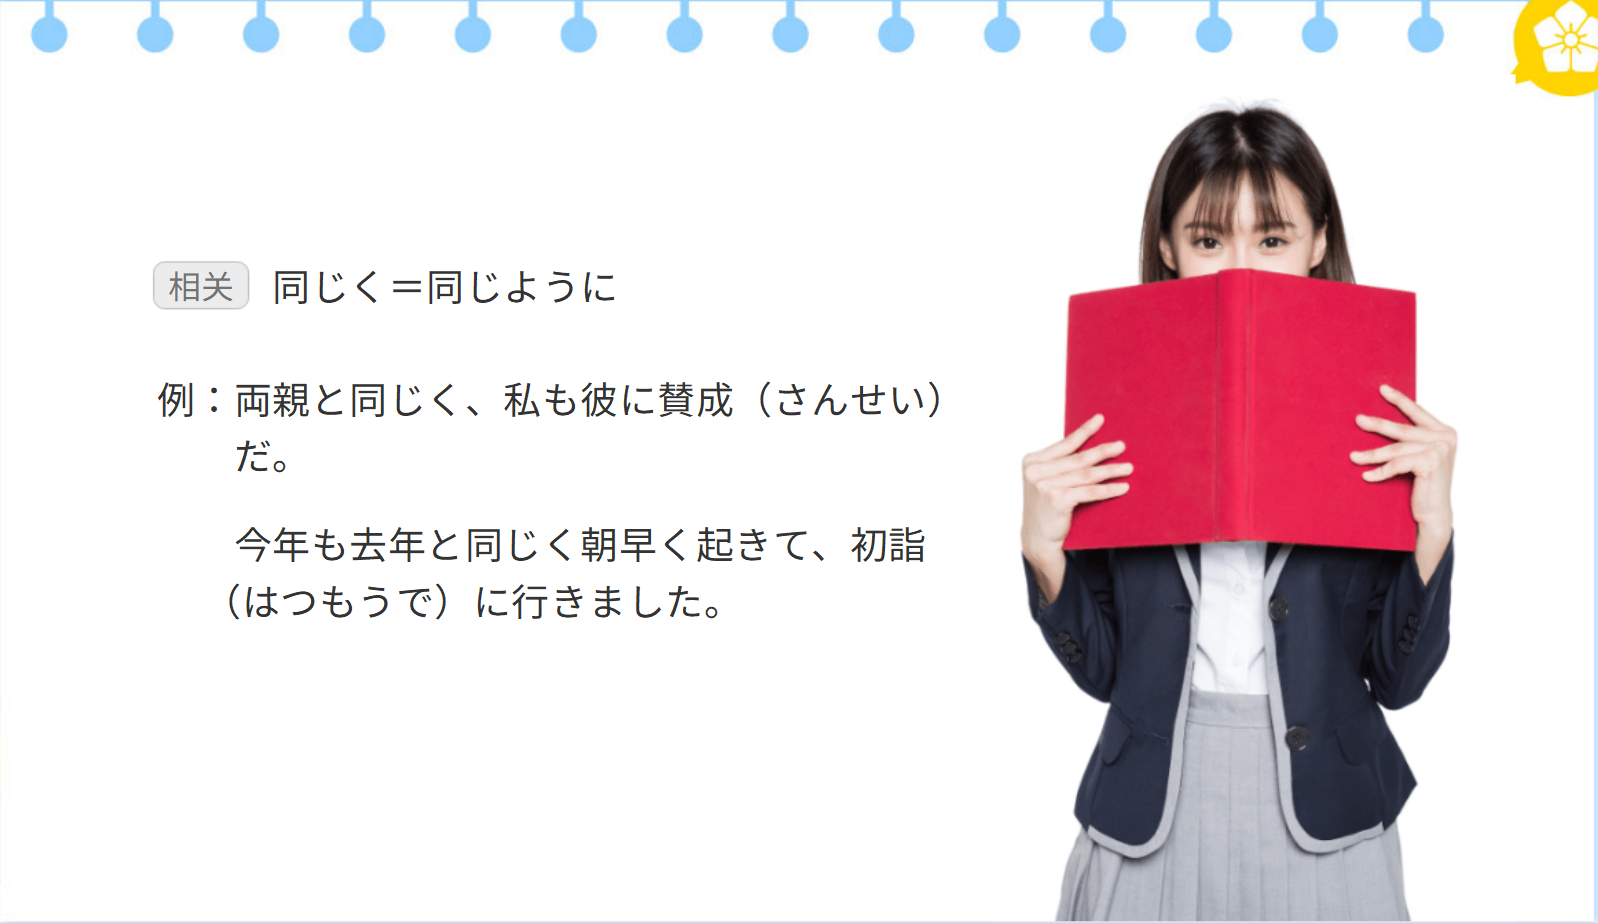 相关 同じく＝同じように
例：両親と同じく、私も彼に賛成（さんせい）
だ。
今年も去年と同じく朝早く起きて、初詣
（はつもうで）に行きました。